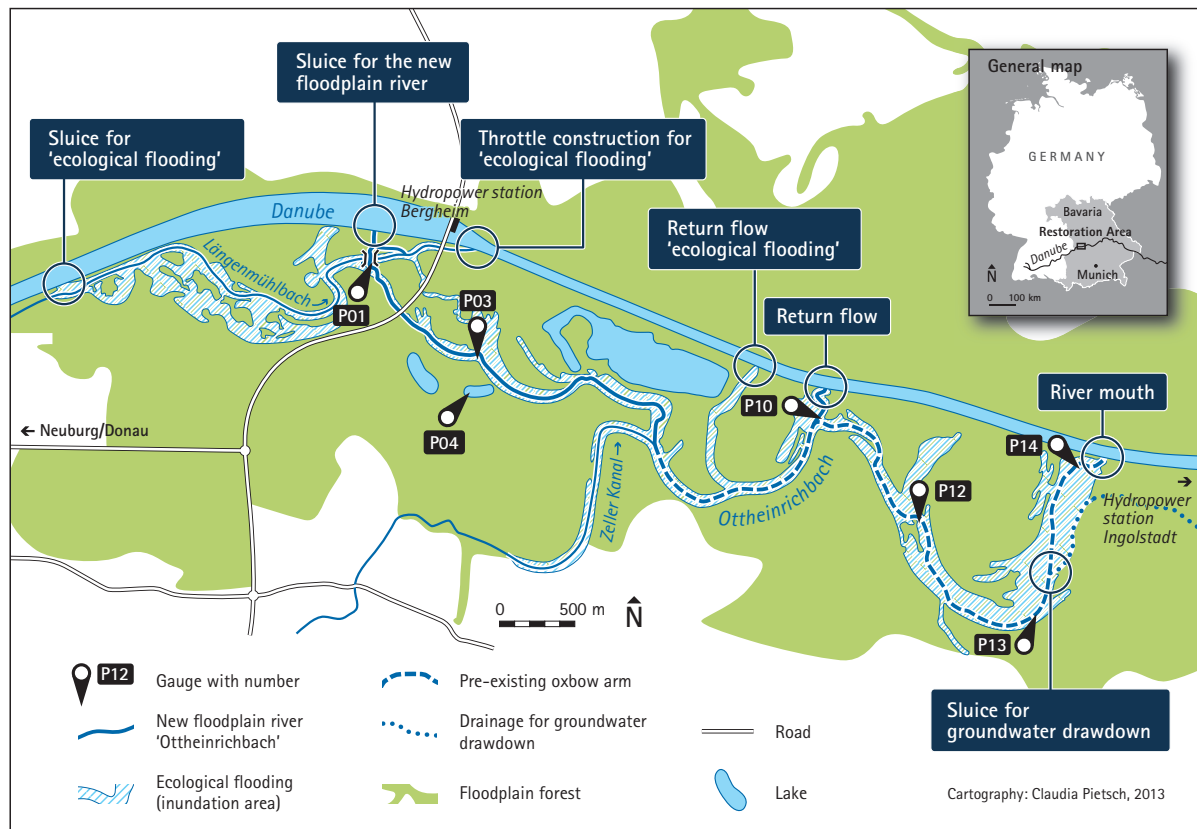 Sluice for the new
floodplain river
Sluice for
'ecological flooding'
Throttle construction for
'ecological flooding'
Hydropower station
Bergheim
Danube
Längenmühlbach →
P01
P03
P04
Return flow
'ecological flooding'
Return flow
P10
River mouth
P14
P12
P13
← Neuburg/Donau
Zeller Kanal →
Ottheinrichbach
→
Hydropower
station
Ingolstadt
Sluice for
groundwater drawdown
General map
GERMANY
Bavaria
Restoration Area
Danube
Munich
N
0 100 km
0 500 m
N
P12
Gauge with number
New floodplain river
'Ottheinrichbach'
Ecological flooding
(inundation area)
Pre-existing oxbow arm
Drainage for groundwater
drawdown
Floodplain forest
Road
Lake
Cartography: Claudia Pietsch, 2013